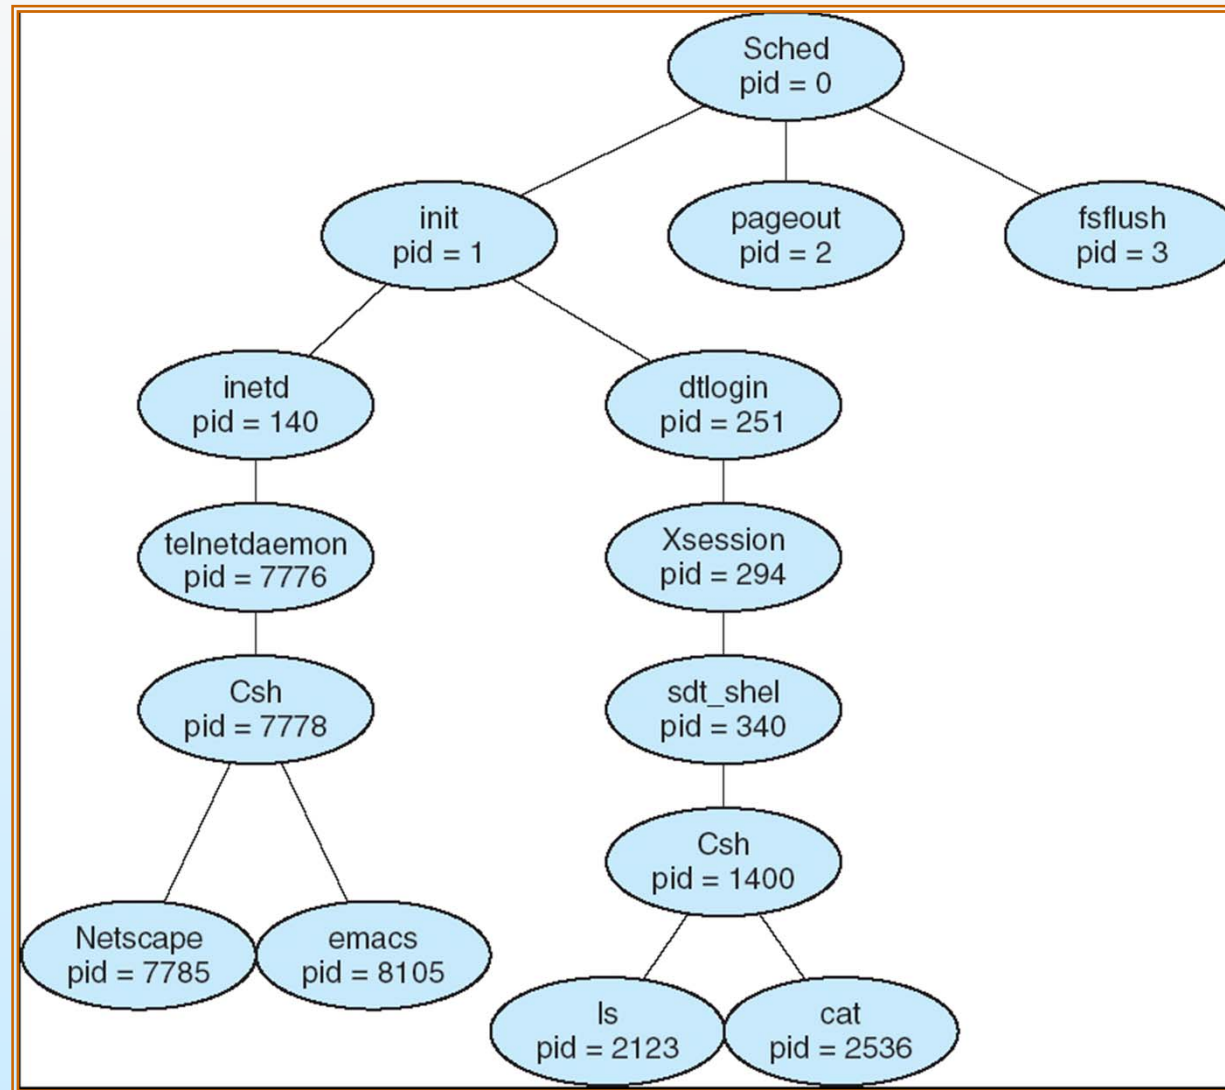 Sched
pid = 0
init
pid = 1
pageout
pid = 2
fsflush
pid = 3
inetd
pid = 140
dtlogin
pid = 251
telnetdaemon
pid = 7776
Xsession
pid = 294
Csh
pid = 7778
sdt_shel
pid = 340
Csh
pid = 1400
Netscape
pid = 7785
emacs
pid = 8105
ls
pid = 2123
cat
pid = 2536